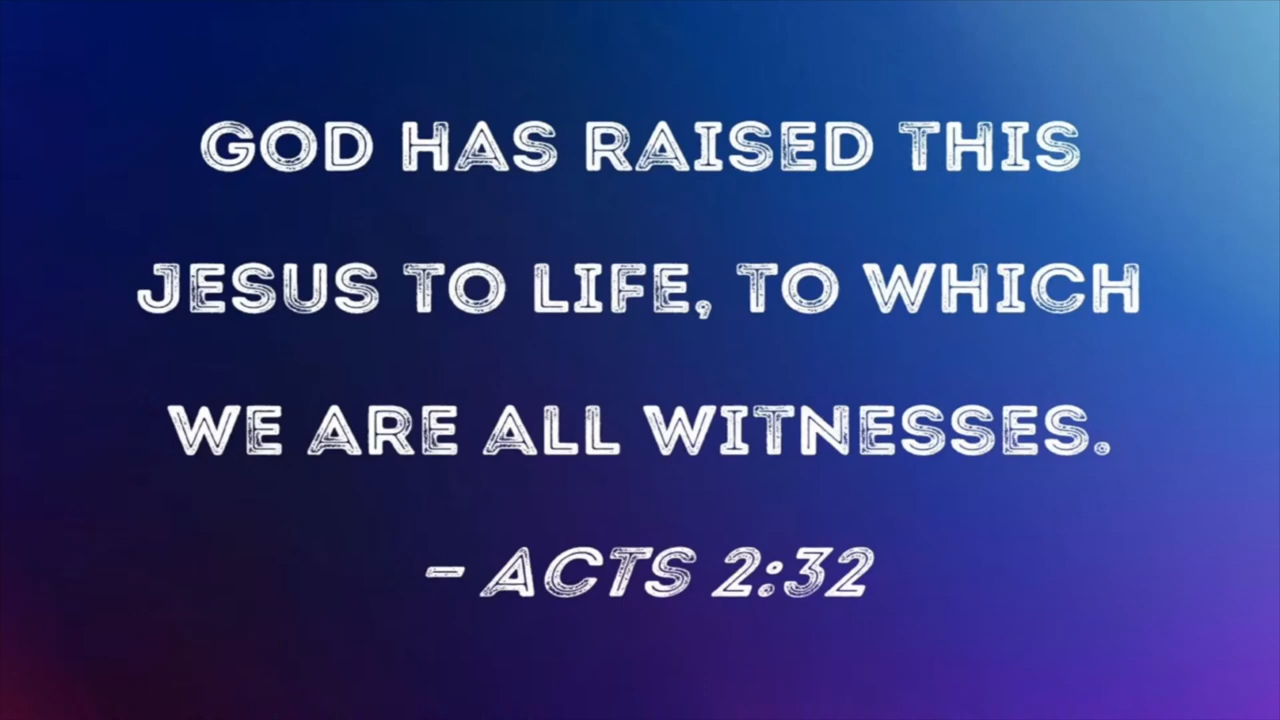 GOD HAS RAISED THIS
JESUS TO LIFE, TO WHICH
WE ARE ALL WITNESSES.
- ACTS 2:32